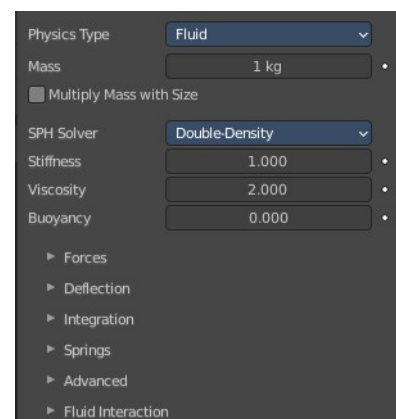 Physics Type Fluid
Mass 1 kg
Multiply Mass with Size
SPH Solver Double-Density
Stiffness 1.000
Viscosity 2.000
Buoyancy 0.000
Forces
Deflection
Integration
Springs
Advanced
Fluid Interaction